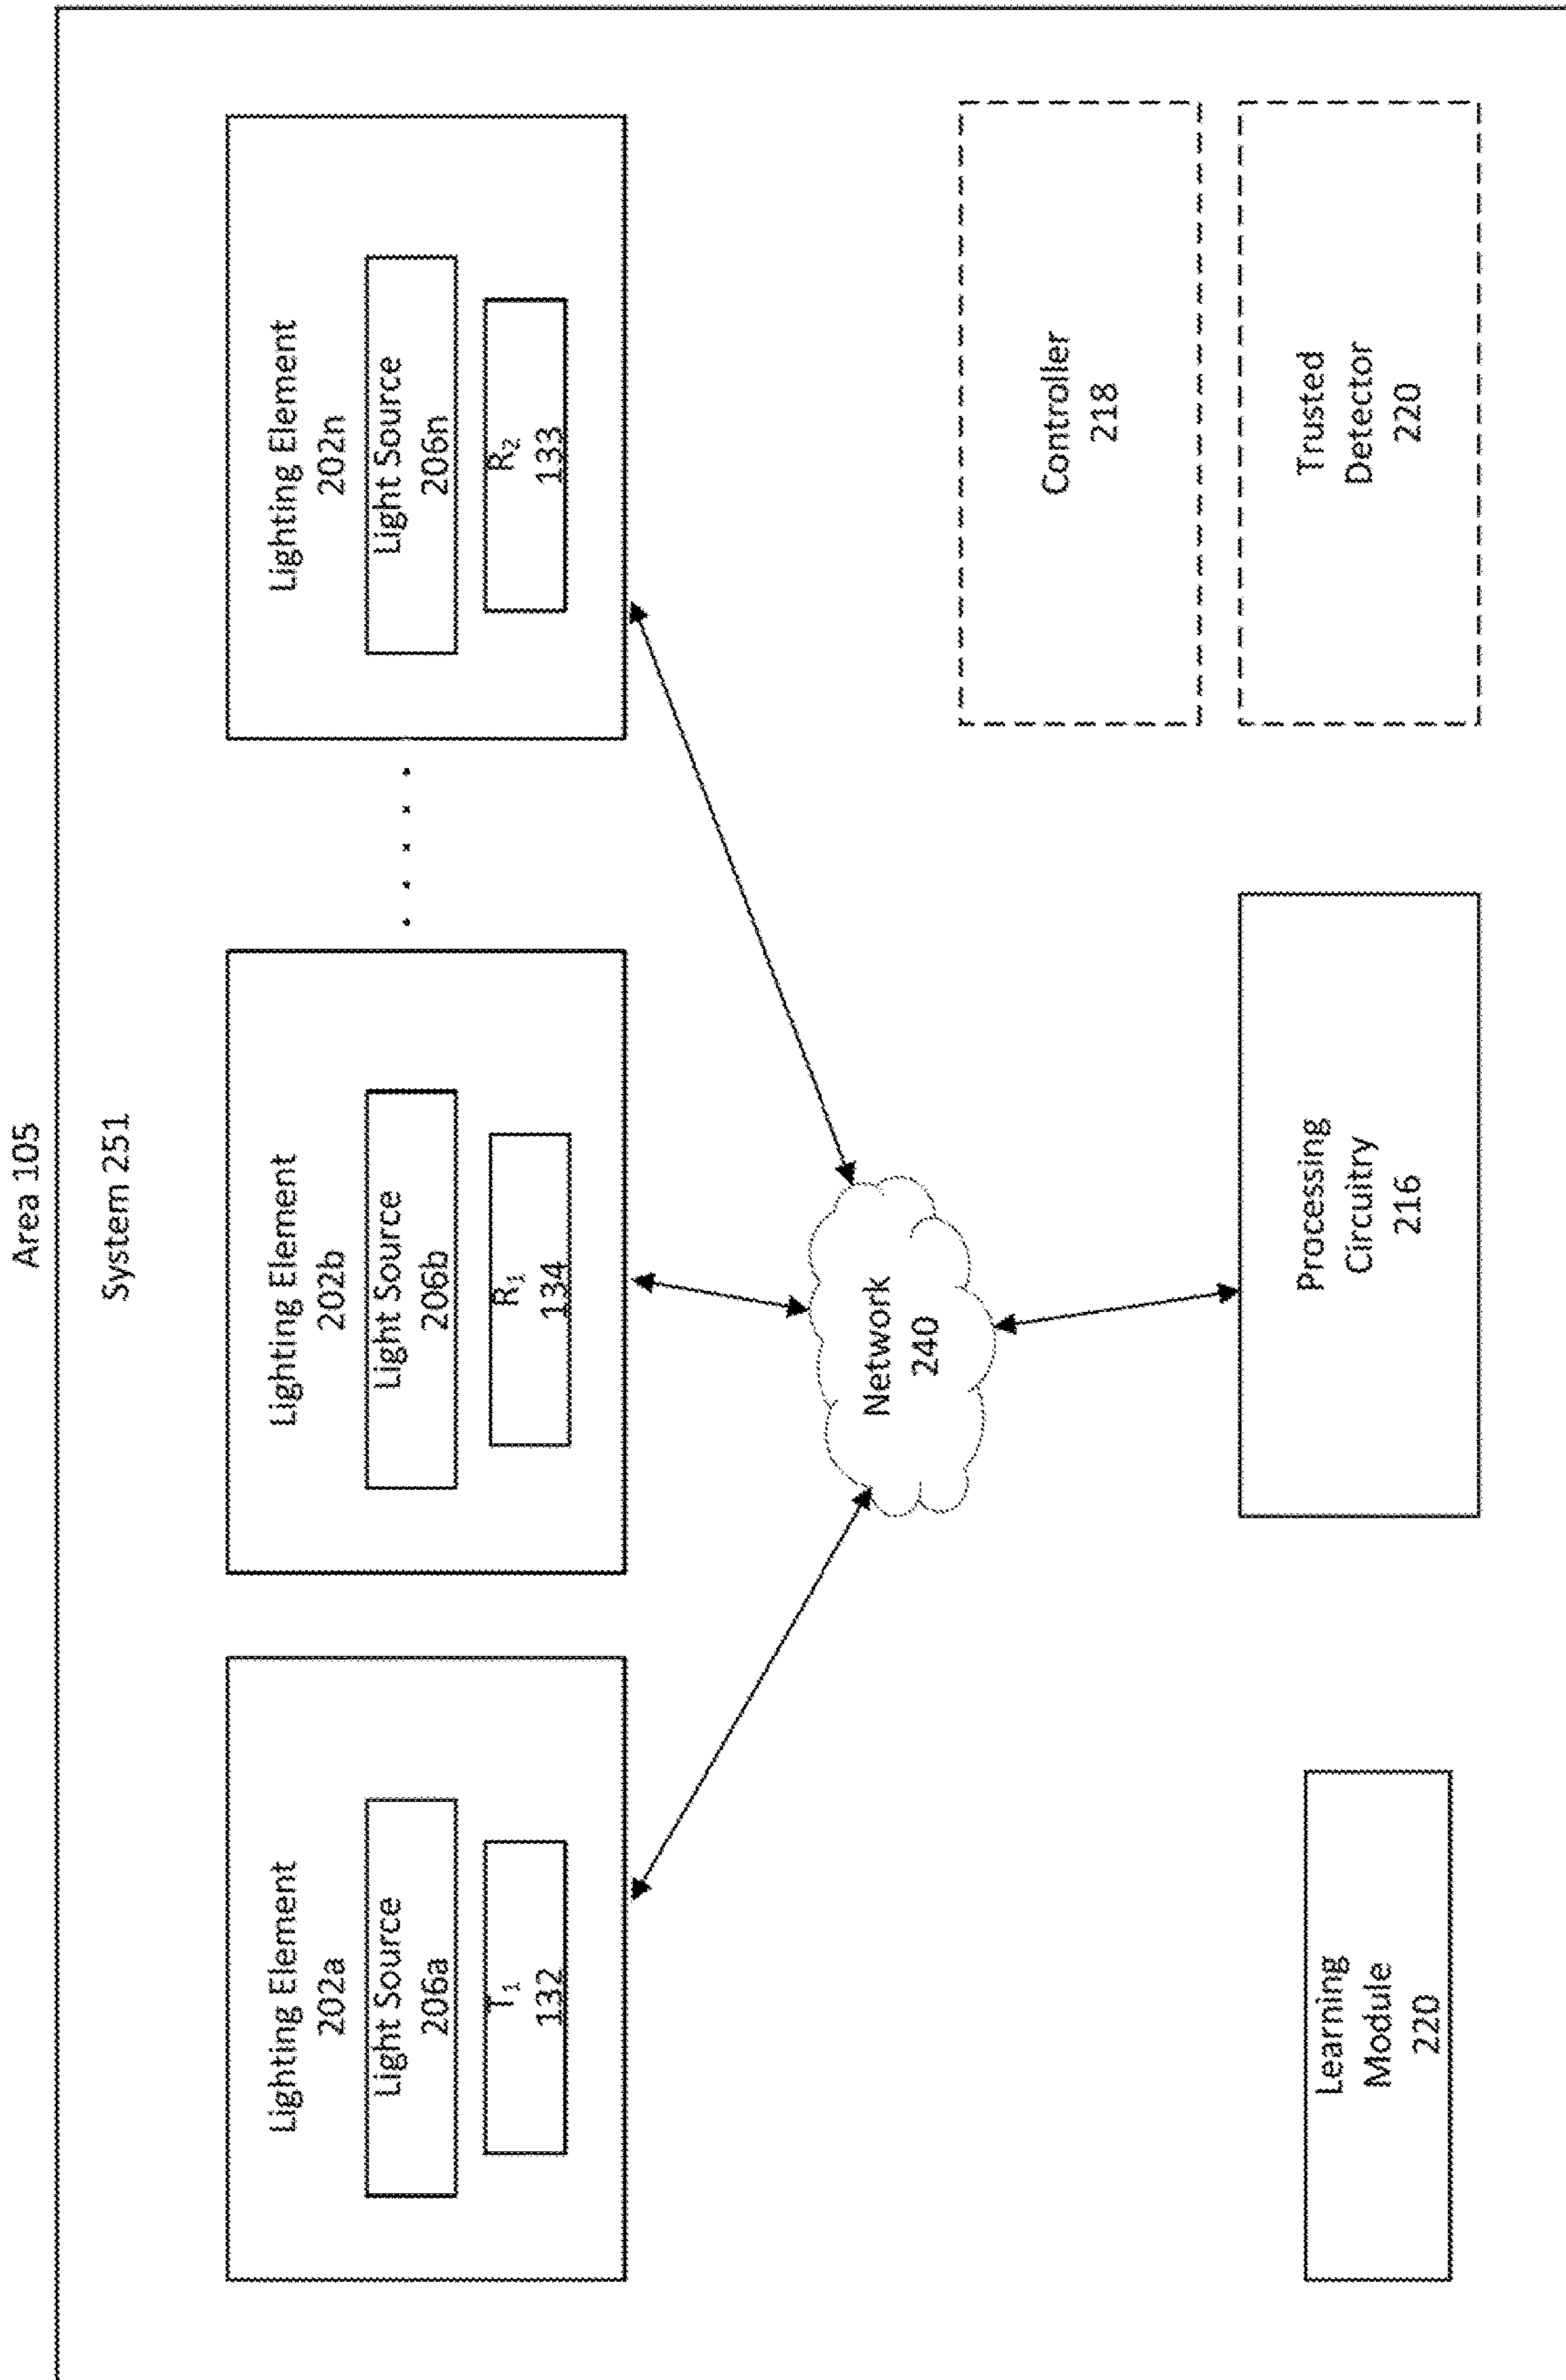 Area 105
System 251
Lighting Element
202a
Light Source
206a
T₁
132
Lighting Element
202b
Light Source
206b
R₁
134
Lighting Element
202n
Light Source
206n
R₂
133
Network
240
Controller
218
Learning
Module
220
Processing
Circuitry
216
Trusted
Detector
220